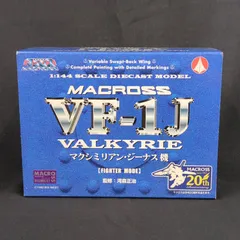 Variable Swept-Back Wing
Complete Painting with Detailed Markings
1:144 SCALE DIECAST MODEL
MACROSS
VF-1J
VALKYRIE
マクシミリアン・ジーナス 機
[FIGHTER MODE]
監修：河森正治
MACROSS
20th